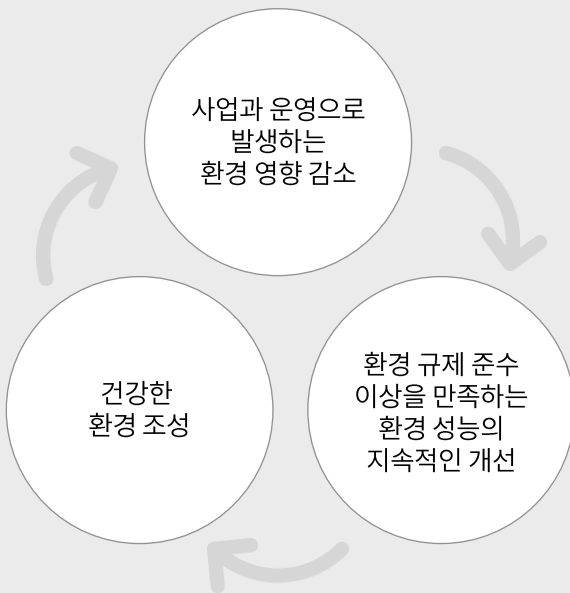 사업과 운영으로
발생하는
환경 영향 감소
환경 규제 준수
이상을 만족하는
환경 성능의
지속적인 개선
건강한
환경 조성